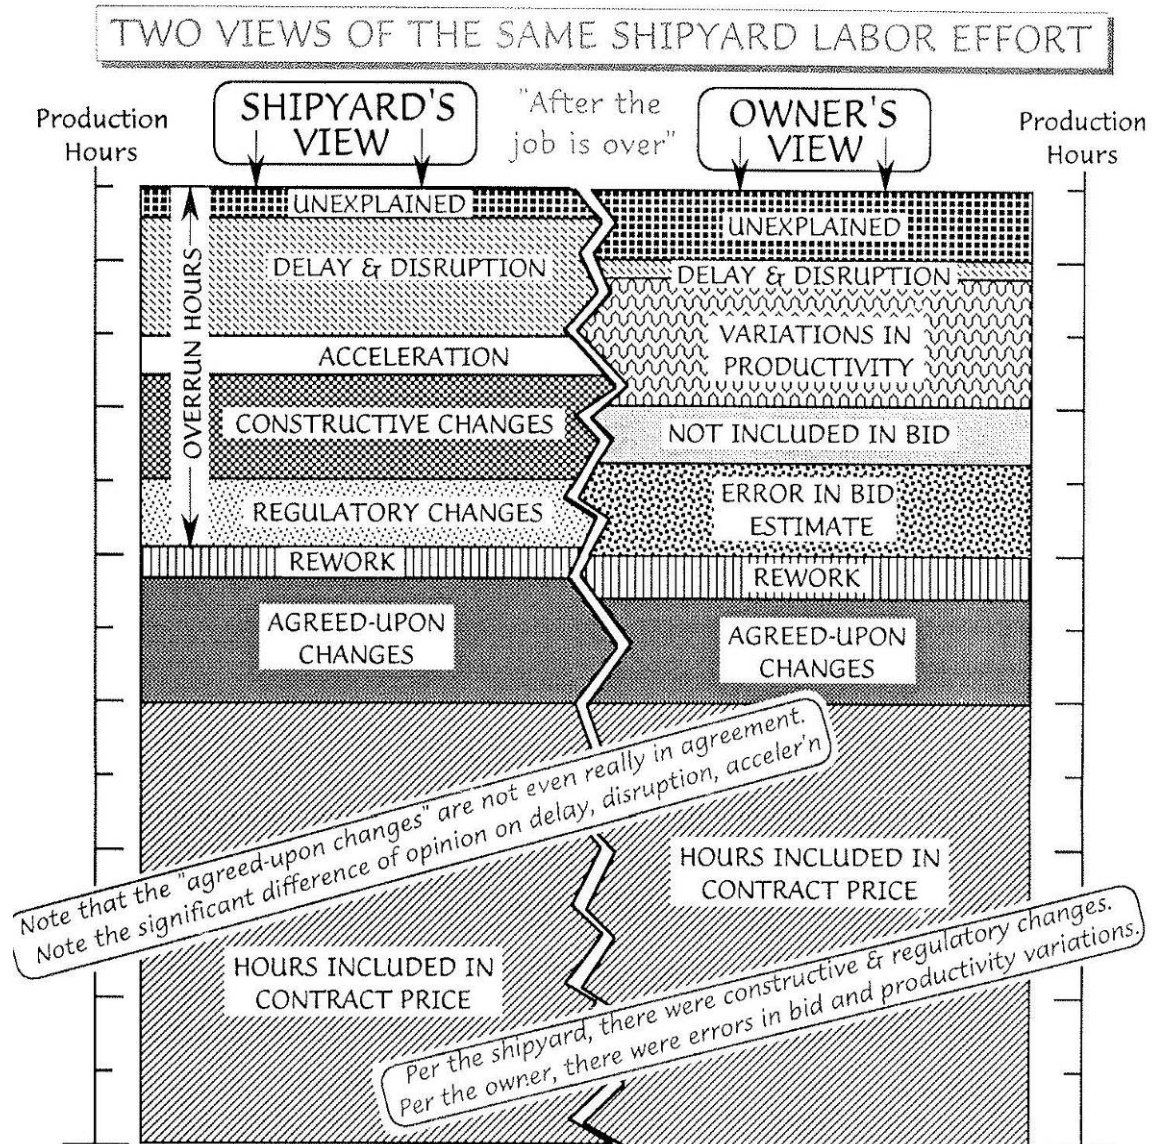 TWO VIEWS OF THE SAME SHIPYARD LABOR EFFORT
Production
Hours
SHIPYARD'S
VIEW
"After the
job is over"
OWNER'S
VIEW
Production
Hours
OVERRUN HOURS
UNEXPLAINED
DELAY & DISRUPTION
ACCELERATION
CONSTRUCTIVE CHANGES
REGULATORY CHANGES
REWORK
AGREED-UPON
CHANGES
HOURS INCLUDED IN
CONTRACT PRICE
UNEXPLAINED
DELAY & DISRUPTION
VARIATIONS IN
PRODUCTIVITY
NOT INCLUDED IN BID
ERROR IN BID
ESTIMATE
REWORK
AGREED-UPON
CHANGES
HOURS INCLUDED IN
CONTRACT PRICE
Note that the "agreed-upon changes" are not even really in agreement.
Note the significant difference of opinion on delay, disruption, acceler'n
Per the shipyard, there were constructive & regulatory changes.
Per the owner, there were errors in bid and productivity variations.